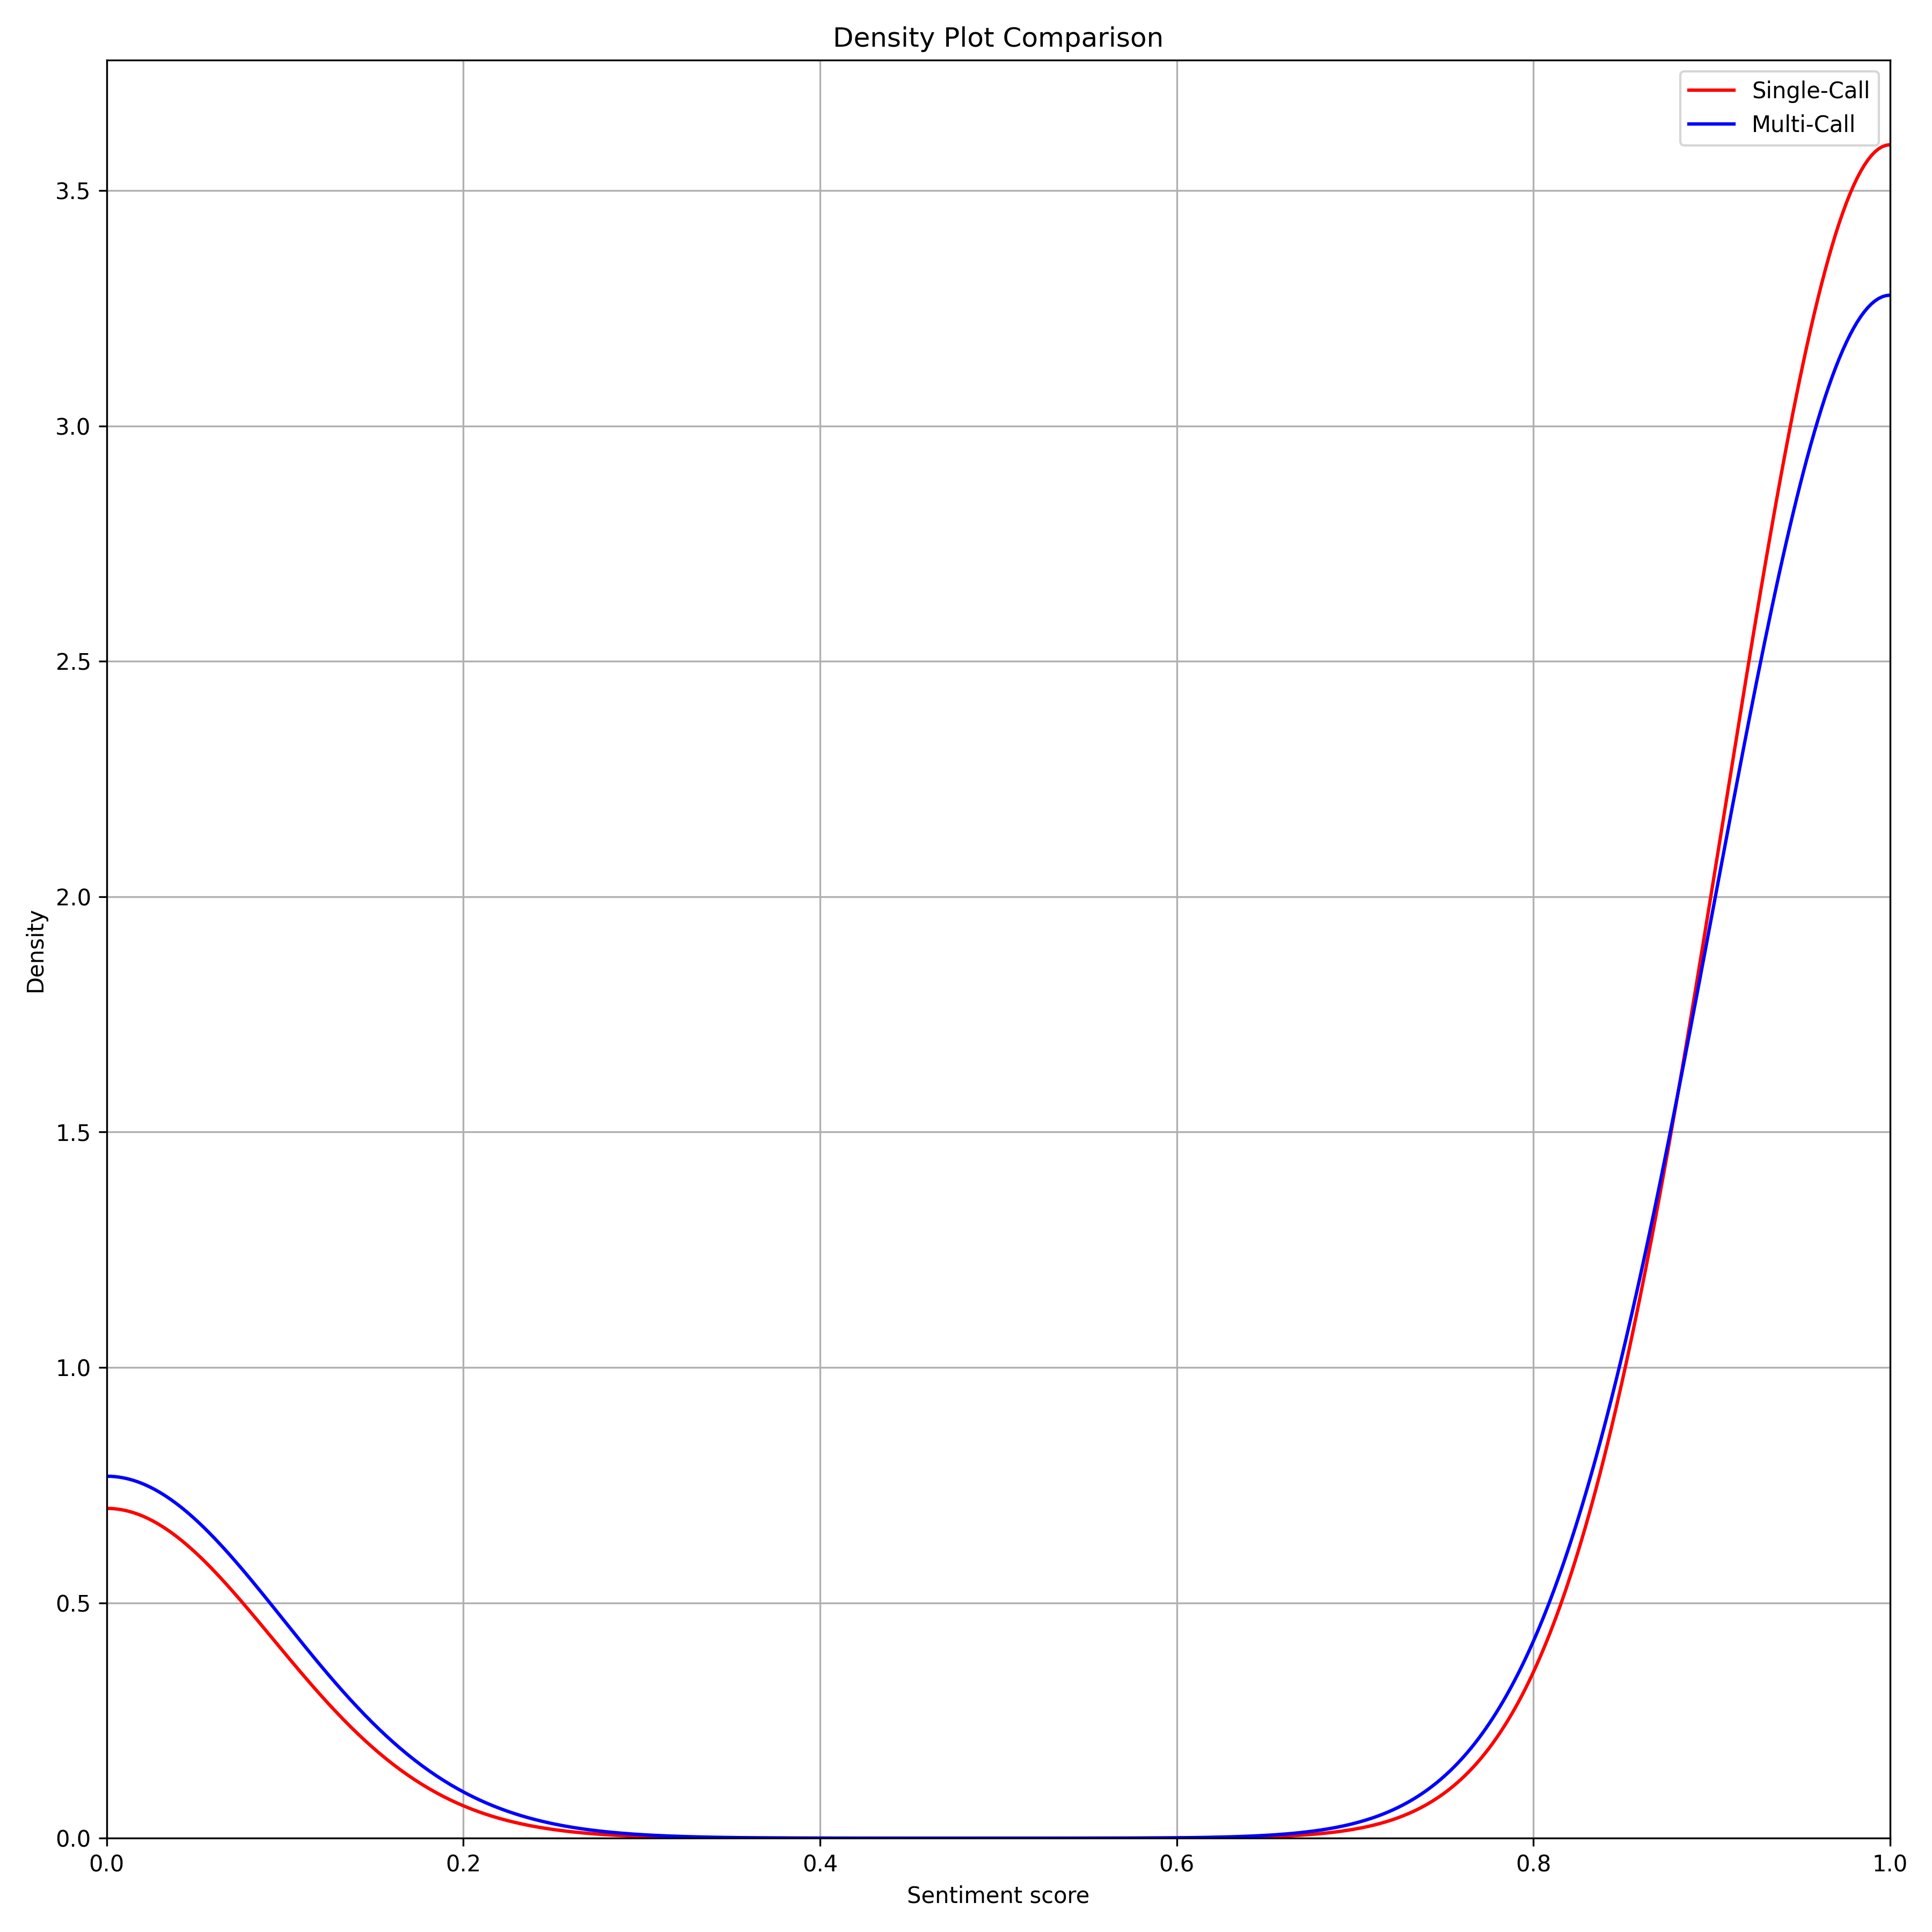 Density Plot Comparison
Single-Call
Multi-Call
3.5
3.0
2.5
2.0
1.5
1.0
0.5
0.0
Density
0.0 0.2 0.4 0.6 0.8 1.0
Sentiment score